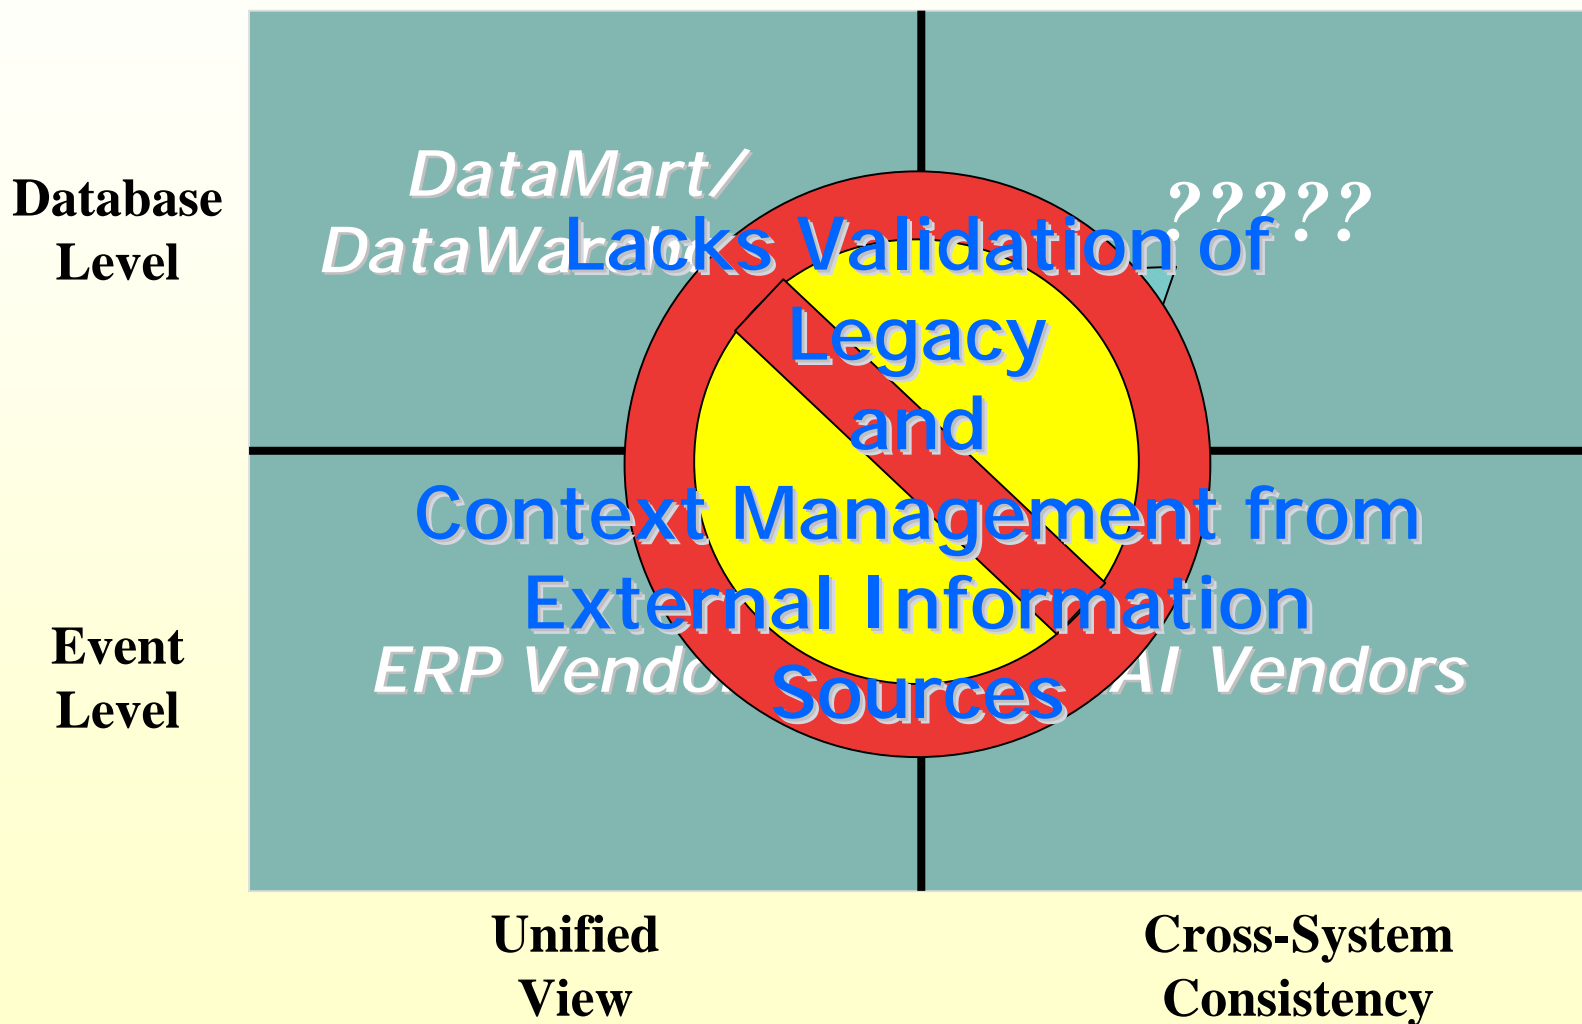 DataMart/
?????
Database
Level
Lacks Validation of
Legacy
and
Context Management from
External Information
Sources
Event
Level
ERP
AI Vendors
Unified
View
Cross-System
Consistency